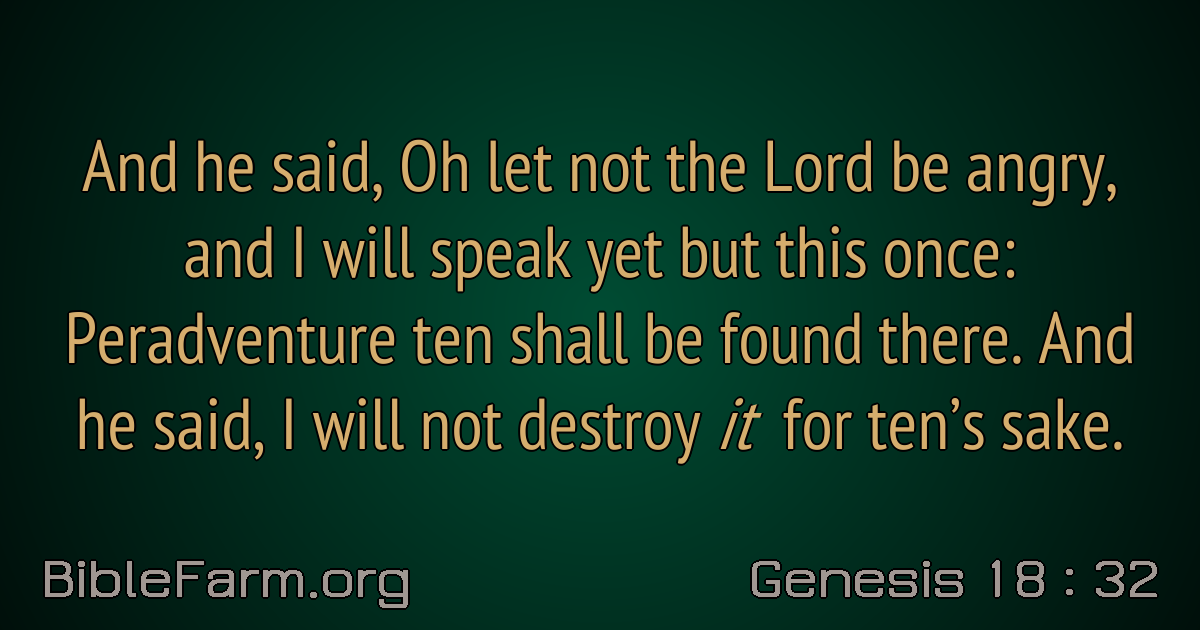 And he said, Oh let not the Lord be angry,
and I will speak yet but this once:
Peradventure ten shall be found there. And
he said, I will not destroy it for ten’s sake.
BibleFarm.org
Genesis 18 : 32